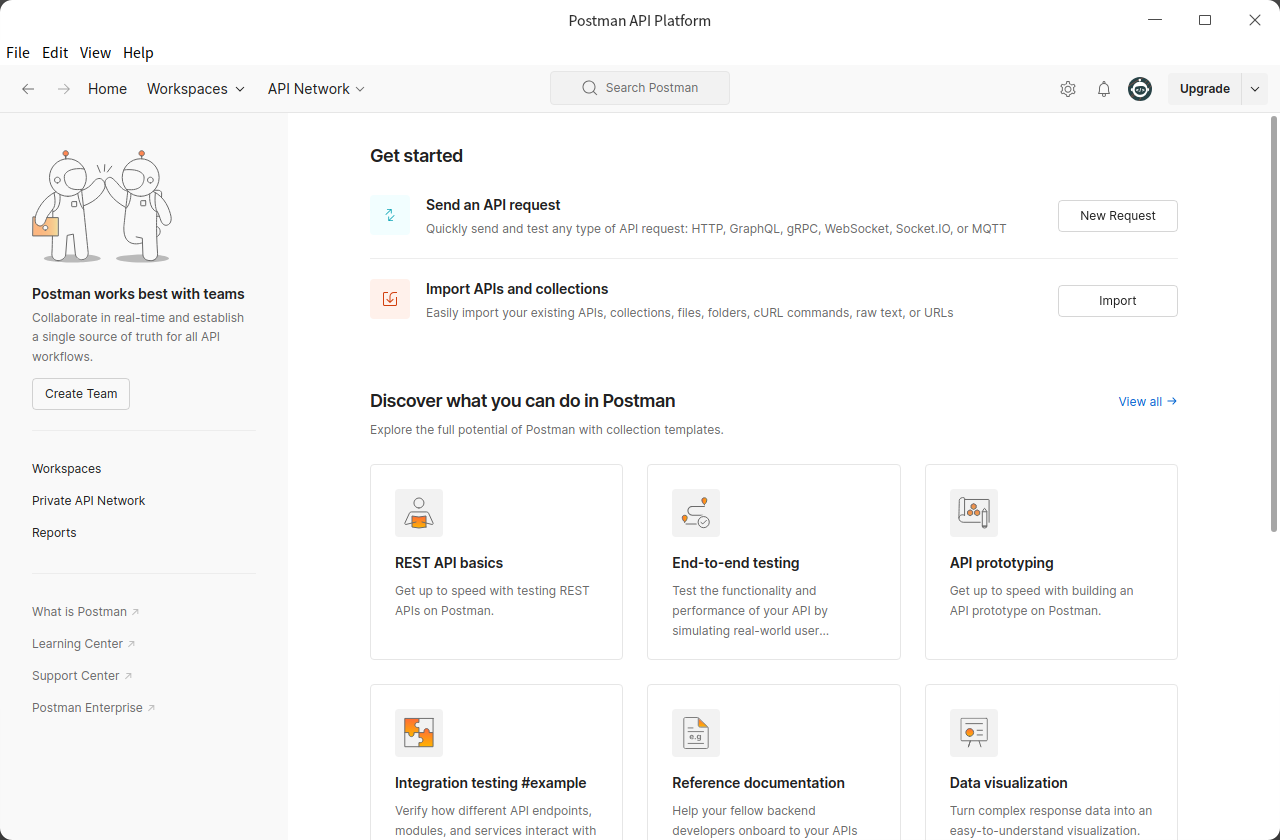 Postman API Platform
File Edit View Help
Home Workspaces API Network Search Postman Upgrade
Postman works best with teams
Collaborate in real-time and establish
a single source of truth for all API
workflows.
Create Team
Workspaces
Private API Network
Reports
What is Postman
Learning Center
Support Center
Postman Enterprise
Get started
Send an API request
Quickly send and test any type of API request: HTTP, GraphQL, gRPC, WebSocket, Socket.IO, or MQTT
New Request
Import APIs and collections
Easily import your existing APIs, collections, files, folders, cURL commands, raw text, or URLs
Import
Discover what you can do in Postman
View all
Explore the full potential of Postman with collection templates.
REST API basics
Get up to speed with testing REST
APIs on Postman.
End-to-end testing
Test the functionality and
performance of your API by
simulating real-world user...
API prototyping
Get up to speed with building an
API prototype on Postman.
Integration testing #example
Verify how different API endpoints,
modules, and services interact with
e.g
Reference documentation
Help your fellow backend
developers onboard to your APIs
Data visualization
Turn complex response data into an
easy-to-understand visualization.